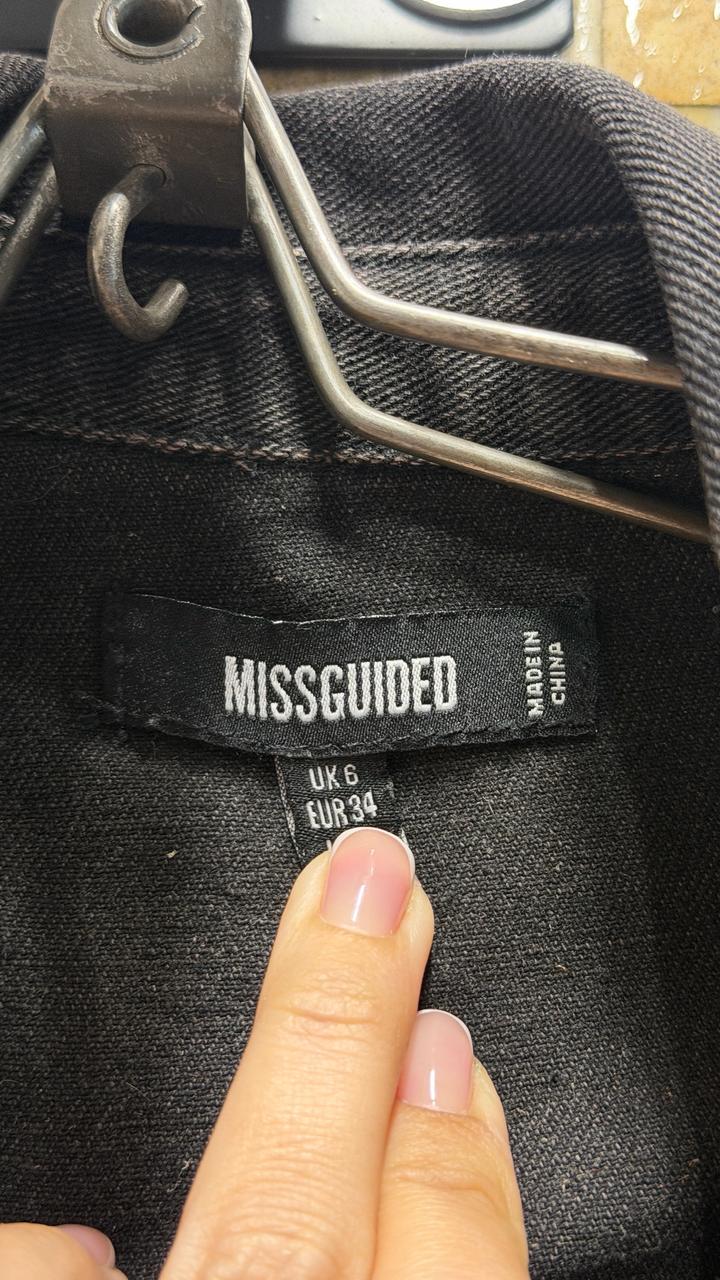 MISSGUIDED
MADE IN
CHINA
UK 6
EUR 34